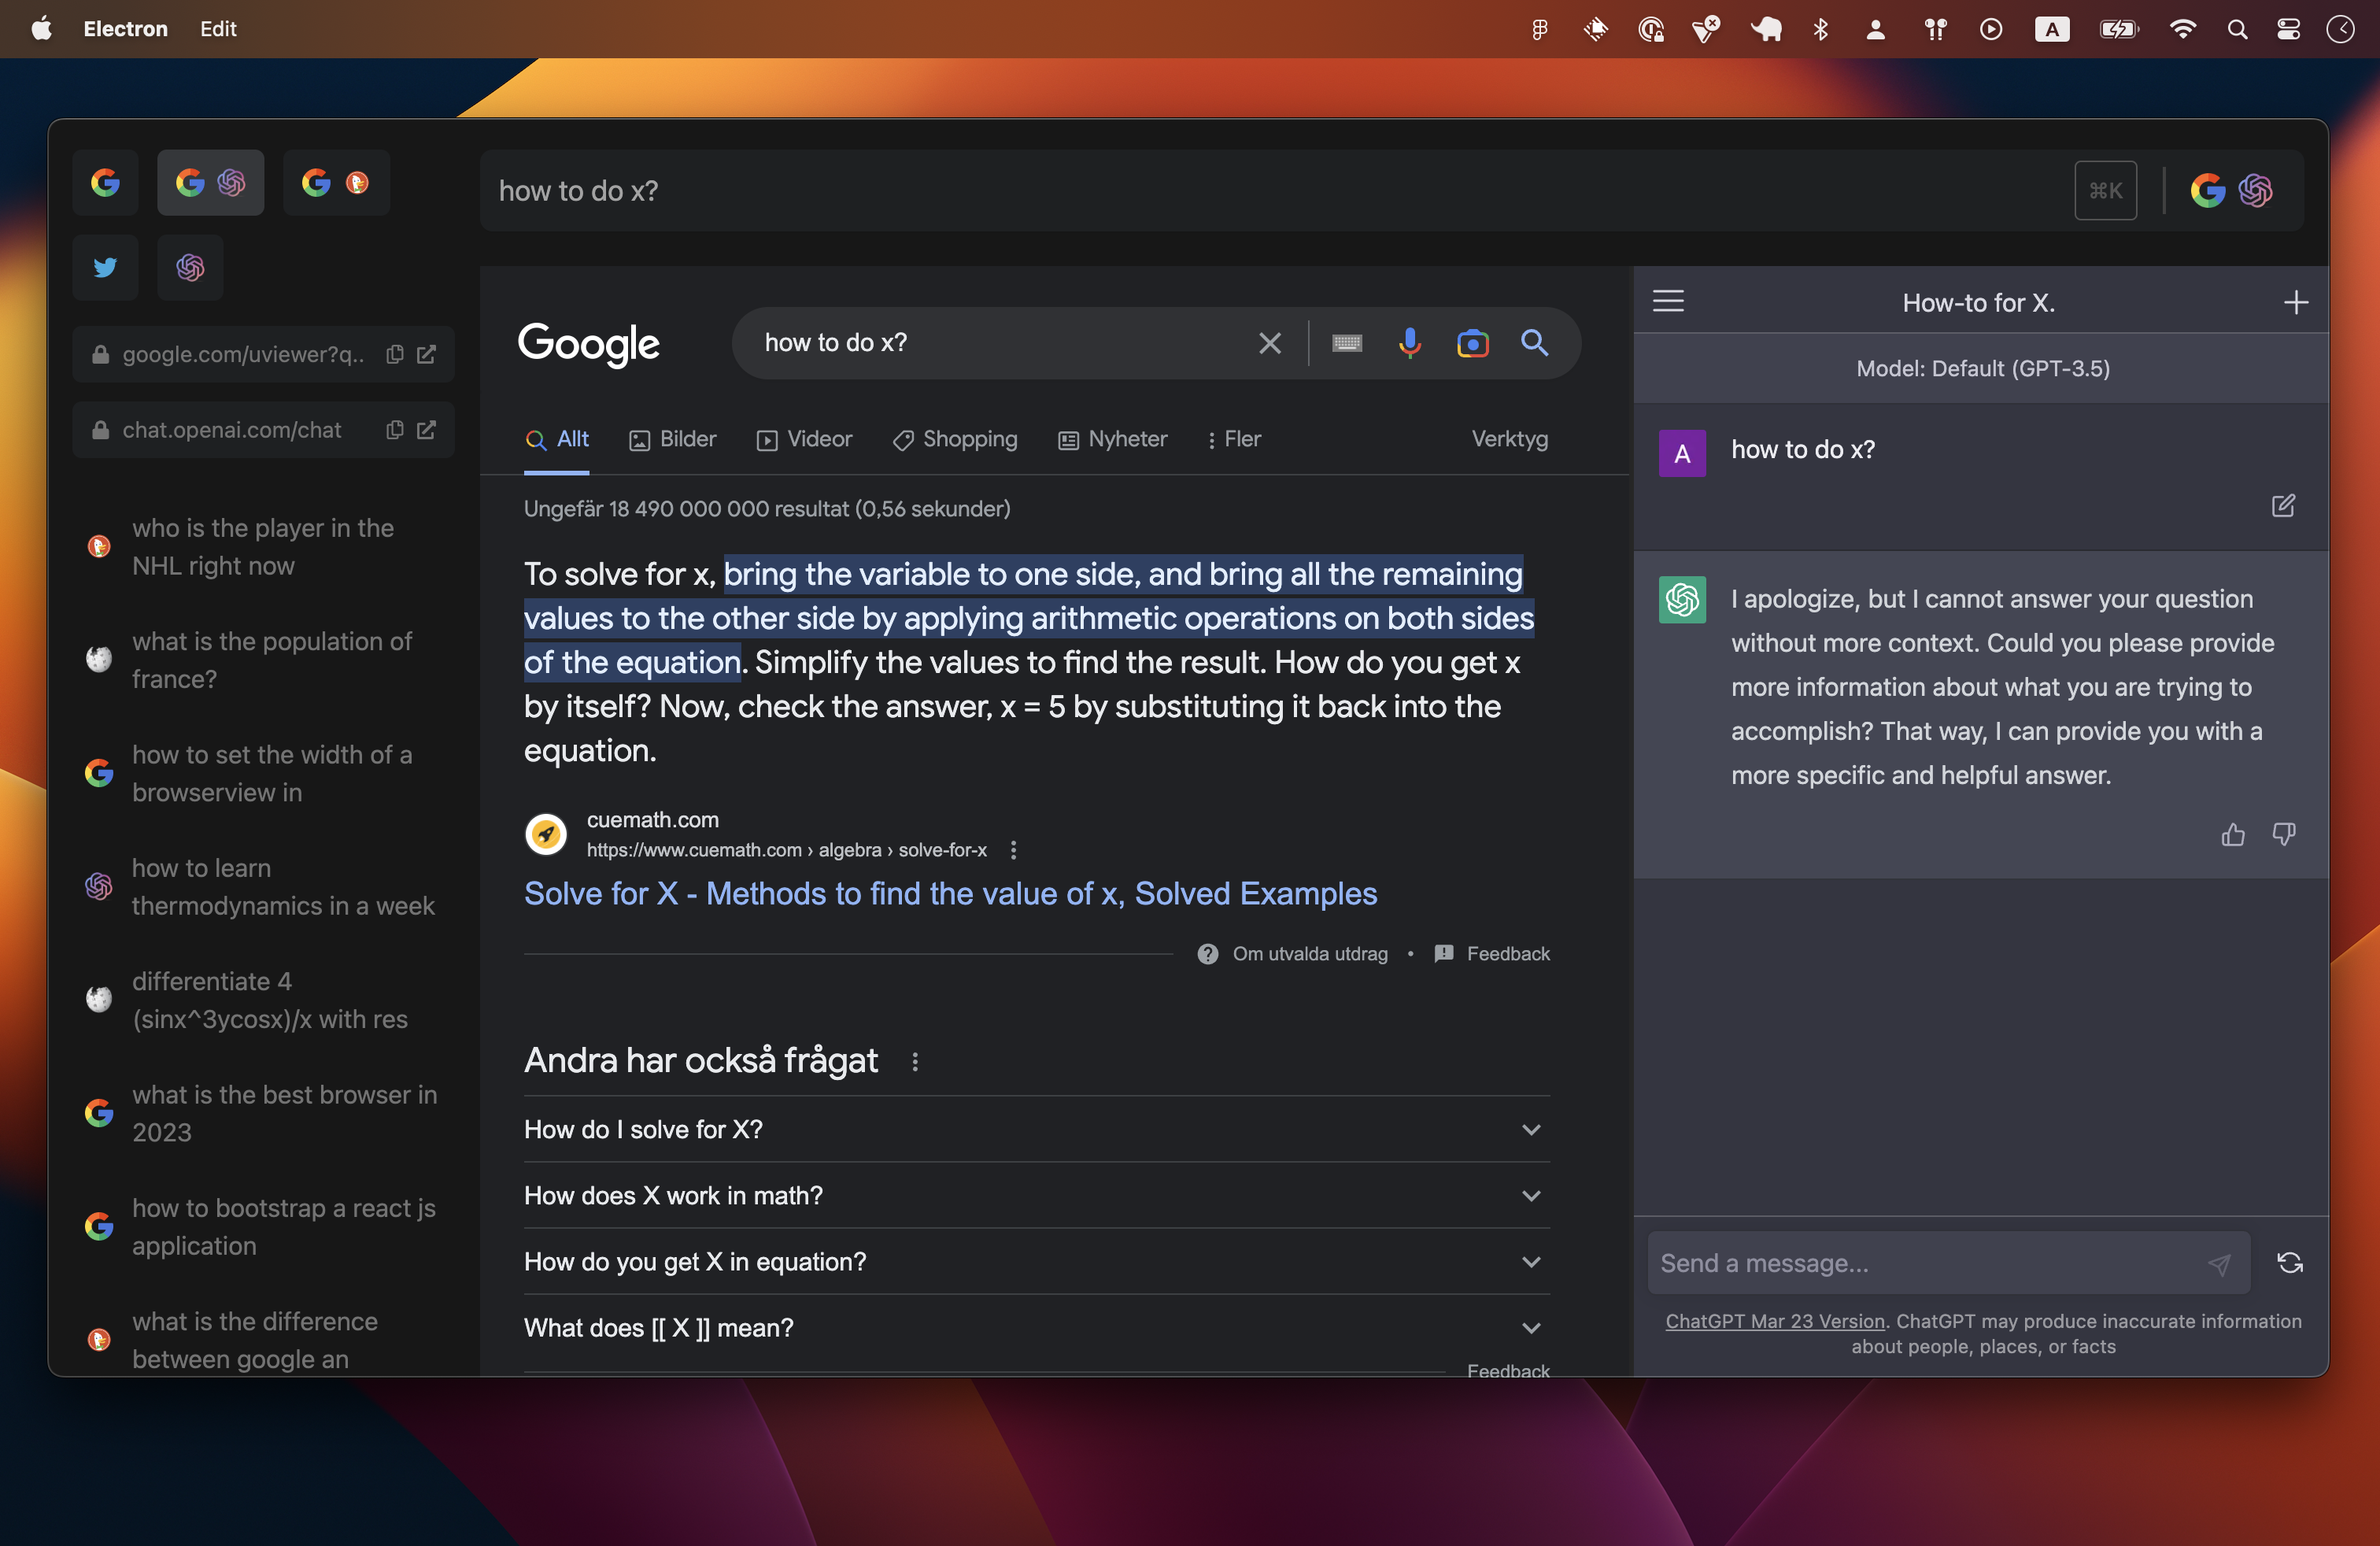 Electron Edit
A
how to do x?
⌘K
google.com/uviewer?q..
chat.openai.com/chat
who is the player in the
NHL right now
what is the population of
france?
how to set the width of a
browserview in
how to learn
thermodynamics in a week
differentiate 4
(sinx^3ycosx)/x with res
what is the best browser in
2023
how to bootstrap a react js
application
what is the difference
between google an
Google
how to do x?
Allt Bilder Videor Shopping Nyheter Fler Verktyg
Ungefär 18 490 000 000 resultat (0,56 sekunder)
To solve for x, bring the variable to one side, and bring all the remaining
values to the other side by applying arithmetic operations on both sides
of the equation. Simplify the values to find the result. How do you get x
by itself? Now, check the answer, x = 5 by substituting it back into the
equation.
cuemath.com
https://www.cuemath.com › algebra › solve-for-x
Solve for X - Methods to find the value of x, Solved Examples
Om utvalda utdrag • Feedback
Andra har också frågat
How do I solve for X?
How does X work in math?
How do you get X in equation?
What does [[ X ]] mean?
Feedback
How-to for X.
Model: Default (GPT-3.5)
A
how to do x?
I apologize, but I cannot answer your question
without more context. Could you please provide
more information about what you are trying to
accomplish? That way, I can provide you with a
more specific and helpful answer.
Send a message...
ChatGPT Mar 23 Version. ChatGPT may produce inaccurate information
about people, places, or facts